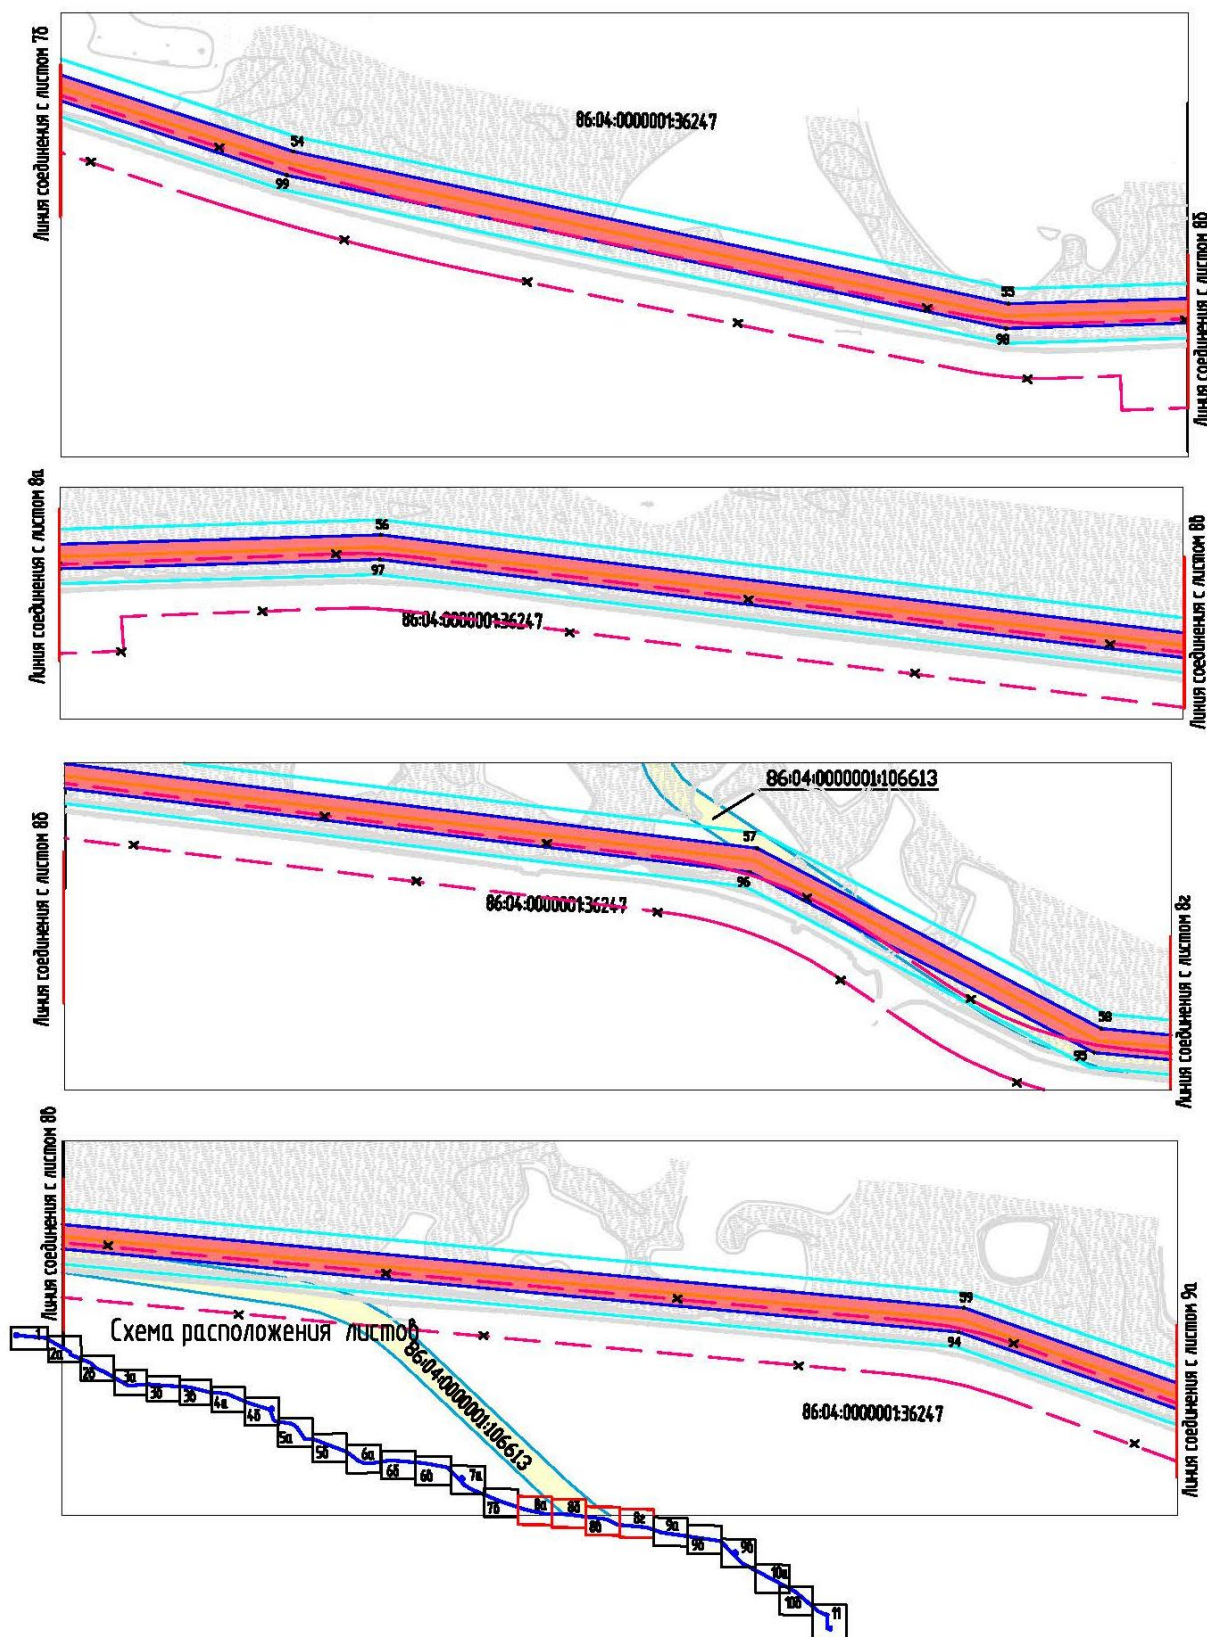 Линия соединения с листом 7б
86:04:0000001:36247
54
99
55
98
Линия соединения с листом 8б
Линия соединения с листом 8а
56
97
86:04:0000001:36247
Линия соединения с листом 8в
Линия соединения с листом 8б
86:04:0000001:106613
57
96
86:04:0000001:36247
58
95
Линия соединения с листом 8г
Линия соединения с листом 8в
59
94
86:04:0000001:106613
86:04:0000001:36247
Линия соединения с листом 9а
Схема расположения листов
1
2а
2б
3а
3б
3в
4а
4б
5а
5б
6а
6б
6в
7а
7б
8а
8б
8в
8г
9а
9б
9в
10а
10б
11